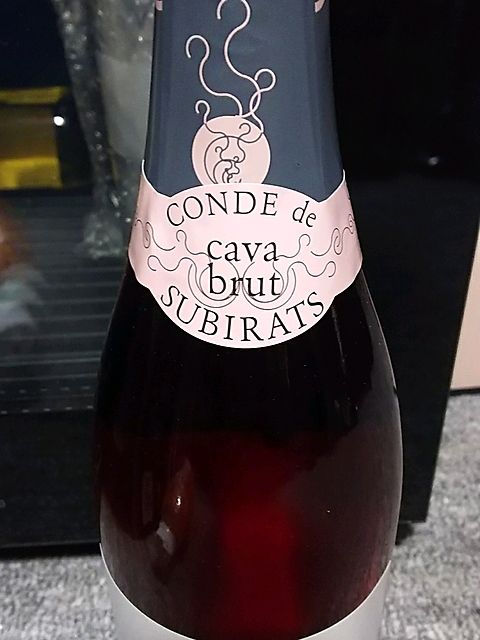 CONDE de
cava
brut
SUBIRATS